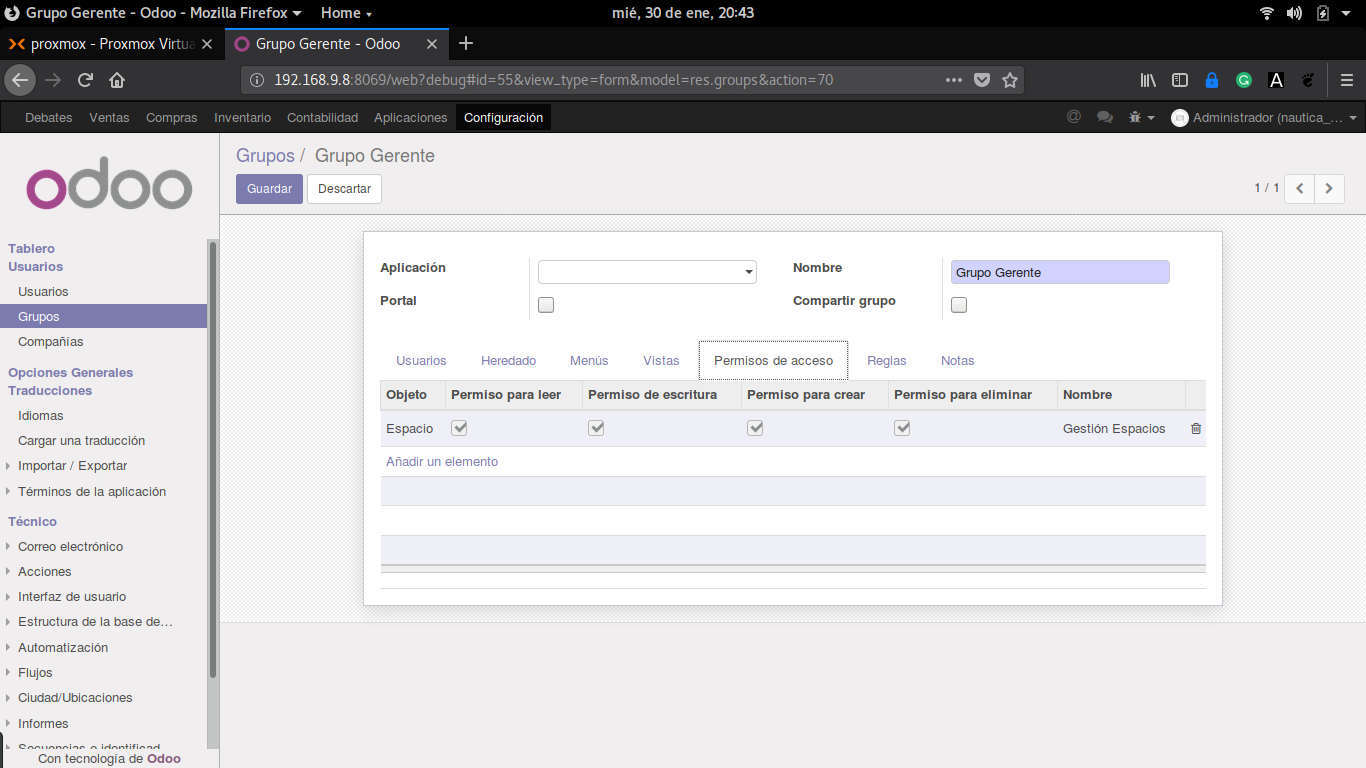 Grupo Gerente - Odoo - Mozilla Firefox Home mié, 30 de ene, 20:43
proxmox - Proxmox Virtua Grupo Gerente - Odoo
192.168.9.8:8069/web?debug#id=55&view_type=form&model=res.groups&action=70
Debates Ventas Compras Inventario Contabilidad Aplicaciones Configuración Administrador (nautica_...
odoo
Grupos / Grupo Gerente
Guardar Descartar 1 / 1
Tablero
Usuarios
Usuarios
Grupos
Compañías
Opciones Generales
Traducciones
Idiomas
Cargar una traducción
Importar / Exportar
Términos de la aplicación
Técnico
Correo electrónico
Acciones
Interfaz de usuario
Estructura de la base de...
Automatización
Flujos
Ciudad/Ubicaciones
Informes
Secuencias e identificad
Con tecnología de Odoo
Aplicación Nombre Grupo Gerente
Portal Compartir grupo
Usuarios Heredado Menús Vistas Permisos de acceso Reglas Notas
Objeto Permiso para leer Permiso de escritura Permiso para crear Permiso para eliminar Nombre
Espacio Gestión Espacios
Añadir un elemento